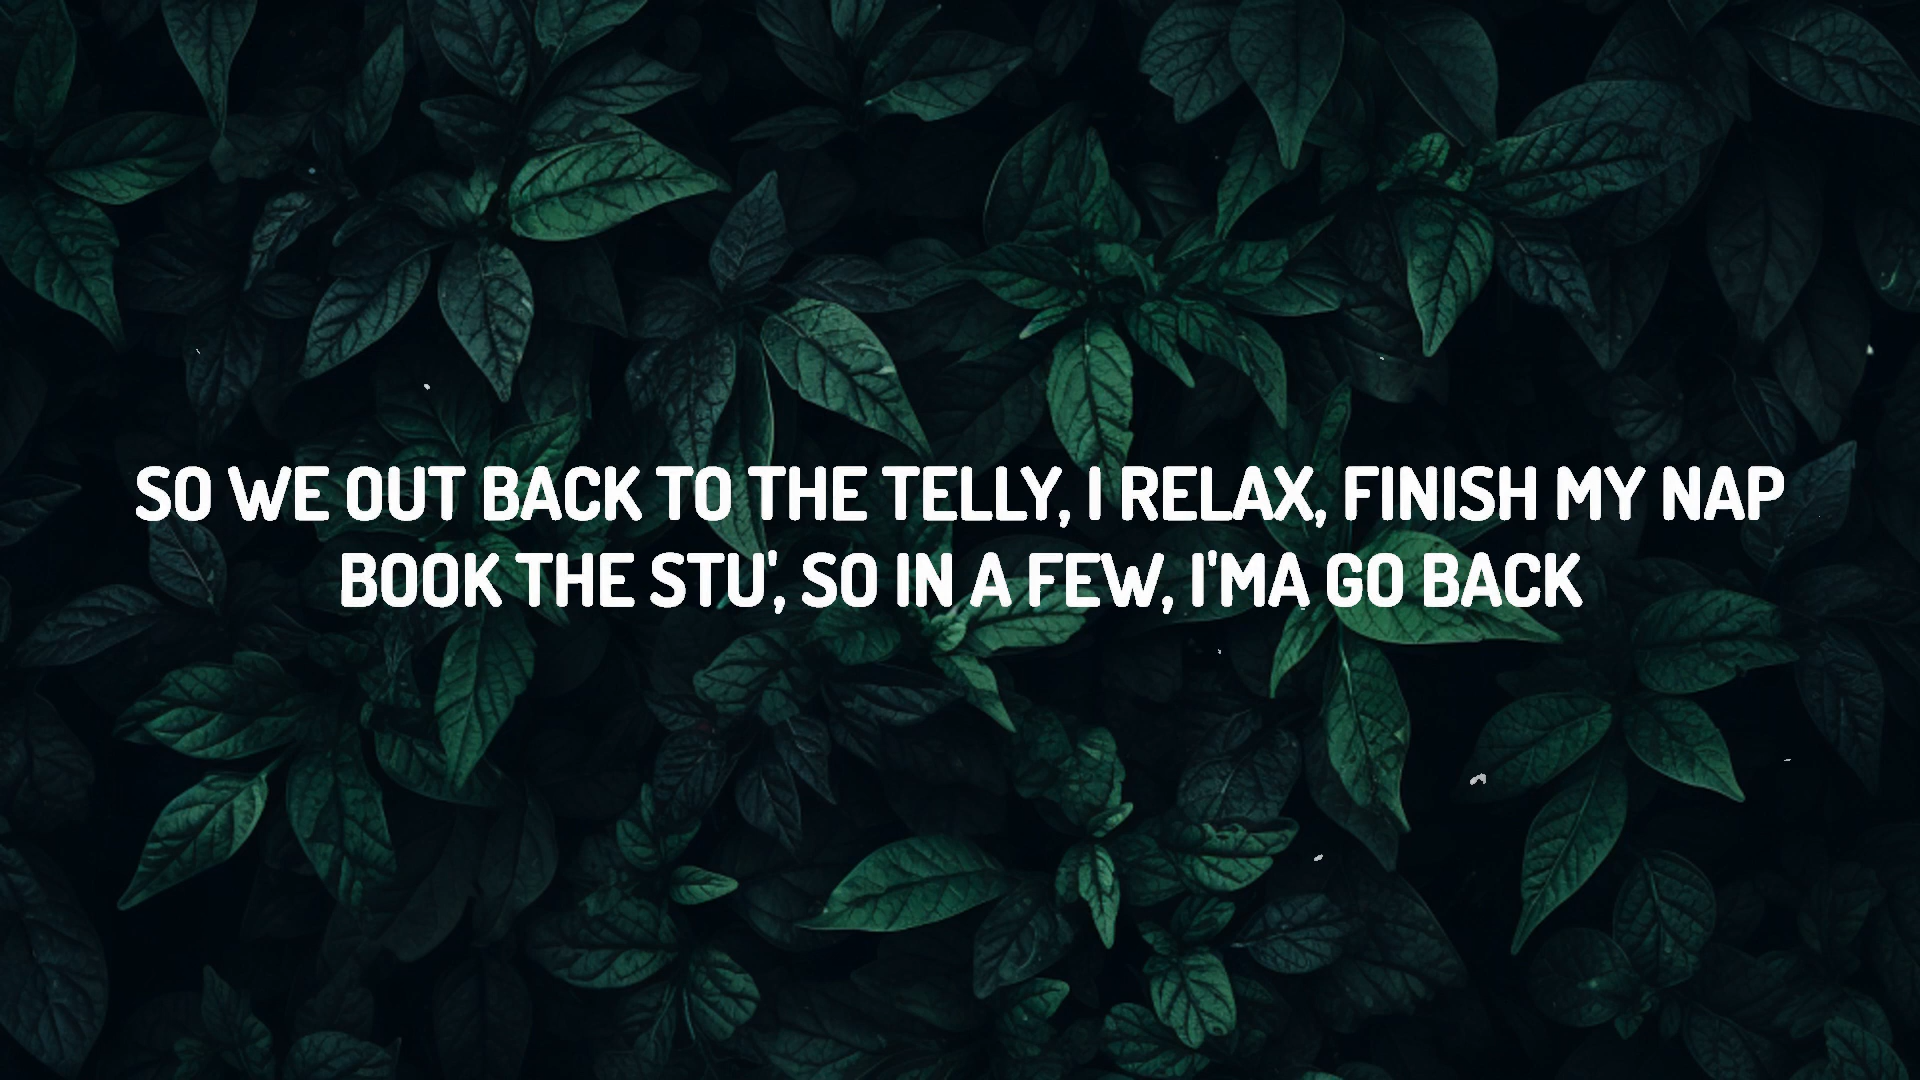 SO WE OUT BACK TO THE TELLY, I RELAX, FINISH MY NAP
BOOK THE STU', SO IN A FEW, I'MA GO BACK